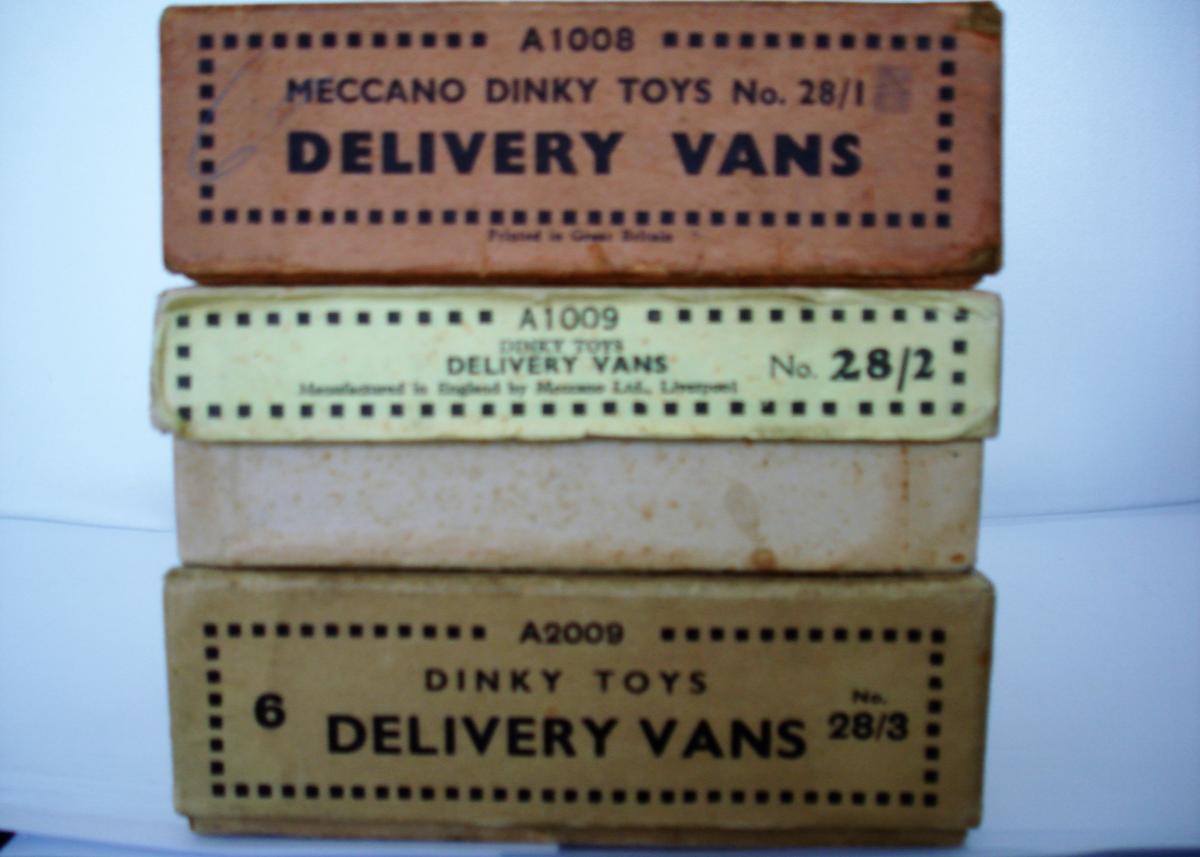 A1008
MECCANO DINKY TOYS No. 28/1
DELIVERY VANS
Printed in Great Britain
A1009
DINKY TOYS
DELIVERY VANS No. 28/2
Manufactured in England by Meccano Ltd., Liverpool
A2009
DINKY TOYS
6 DELIVERY VANS No. 28/3